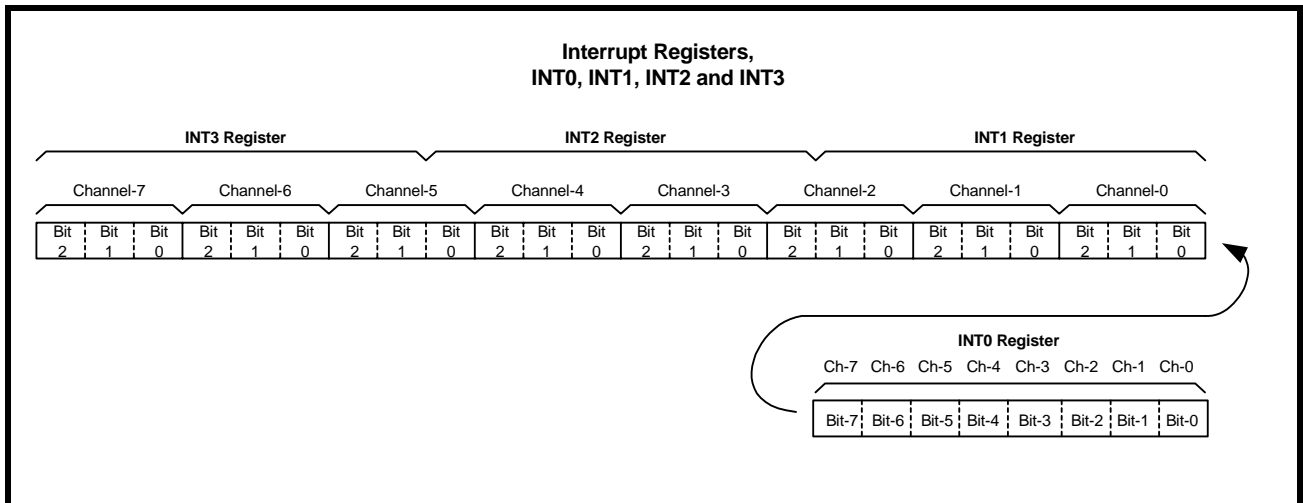 Interrupt Registers,
INT0, INT1, INT2 and INT3
INT3 Register INT2 Register INT1 Register
Channel-7 Channel-6 Channel-5 Channel-4 Channel-3 Channel-2 Channel-1 Channel-0
Bit Bit Bit Bit Bit Bit Bit Bit Bit Bit Bit Bit Bit Bit Bit Bit Bit Bit Bit Bit Bit Bit Bit Bit
2 1 0 2 1 0 2 1 0 2 1 0 2 1 0 2 1 0 2 1 0 2 1 0
INT0 Register
Ch-7 Ch-6 Ch-5 Ch-4 Ch-3 Ch-2 Ch-1 Ch-0
Bit-7 Bit-6 Bit-5 Bit-4 Bit-3 Bit-2 Bit-1 Bit-0